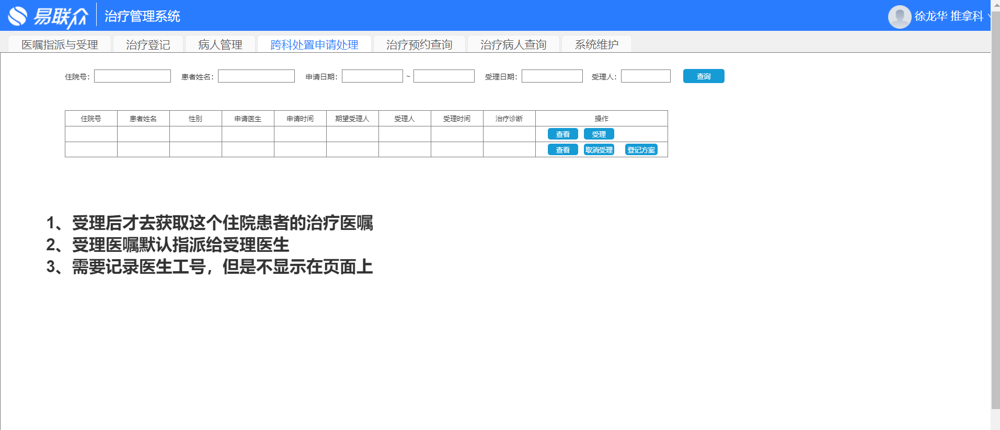 易联众 治疗管理系统 徐龙华 推拿科
医嘱指派与受理 治疗登记 病人管理 跨科处置申请处理 治疗预约查询 治疗病人查询 系统维护
住院号： 患者姓名： 申请日期： ~ 受理日期： 受理人： 查询
住院号 患者姓名 性别 申请医生 申请时间 期望受理人 受理人 受理时间 治疗诊断 操作
查看 受理
查看 取消受理 登记方案
1、受理后才去获取这个住院患者的治疗医嘱
2、受理医嘱默认指派给受理医生
3、需要记录医生工号，但是不显示在页面上